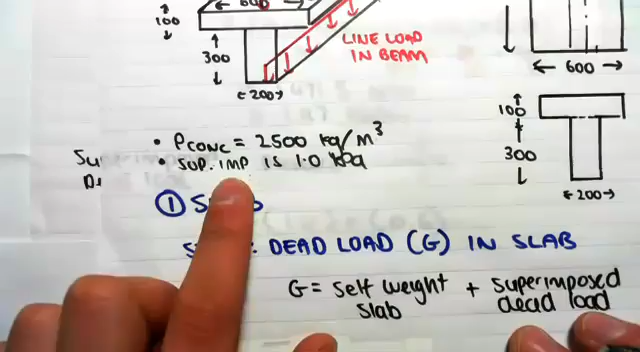 600
100
300
200
LINE LOAD
IN BEAM
600
100
300
200
• ρCONC = 2500 kg/m³
• SUP. IMP IS 1.0 kPa
①
DEAD LOAD (G) IN SLAB
G = Self weight + superimposed
slab dead load